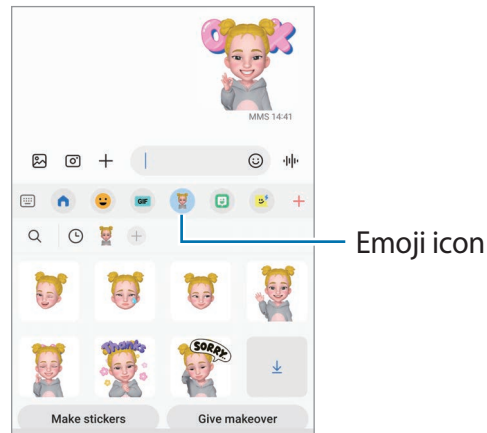 OK
MMS 14:41
GIF
Emoji icon
Thanks
SORRY
Make stickers
Give makeover